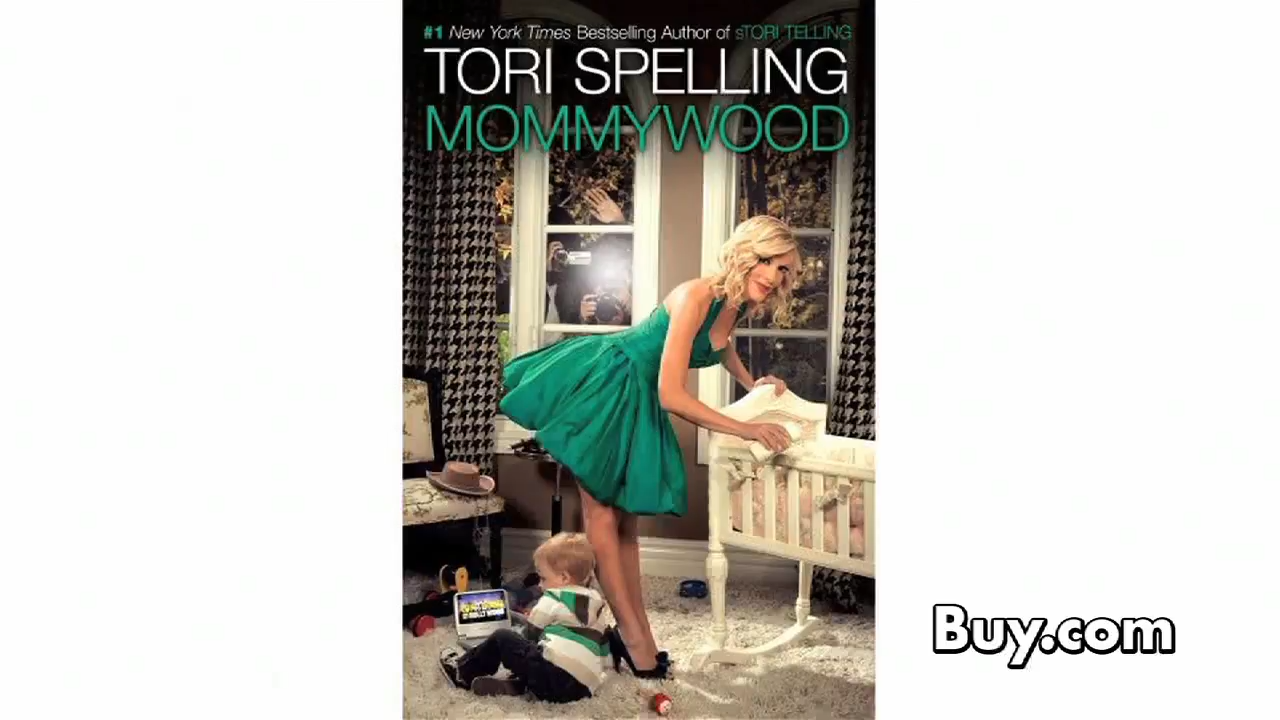 #1 New York Times Bestselling Author of sTORI TELLING
TORI SPELLING
MOMMYWOOD
Buy.com